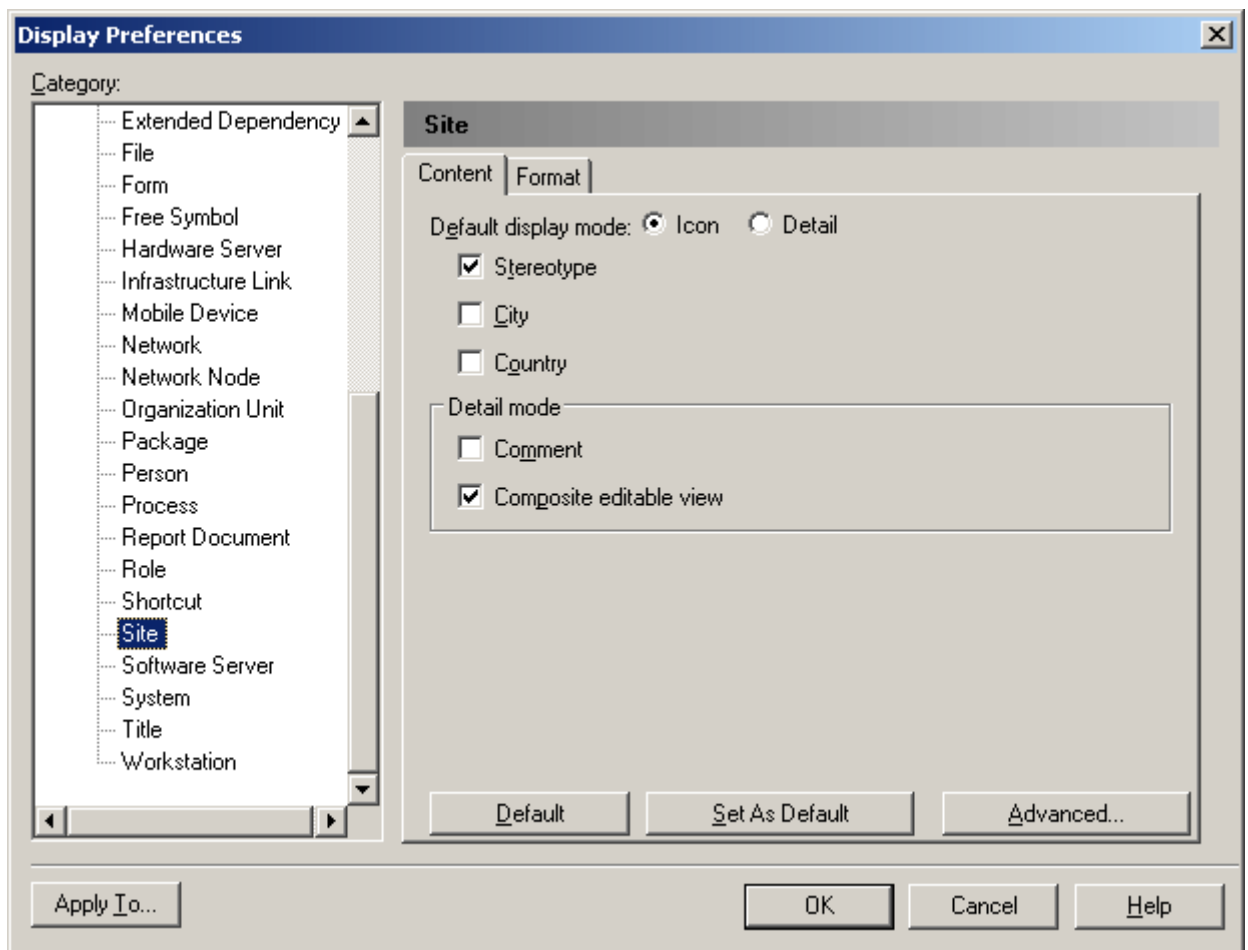 Display Preferences
Category:
Extended Dependency
File
Form
Free Symbol
Hardware Server
Infrastructure Link
Mobile Device
Network
Network Node
Organization Unit
Package
Person
Process
Report Document
Role
Shortcut
Site
Software Server
System
Title
Workstation
Site
Content Format
Default display mode: Icon Detail
Stereotype
City
Country
Detail mode
Comment
Composite editable view
Default Set As Default Advanced...
Apply To... OK Cancel Help